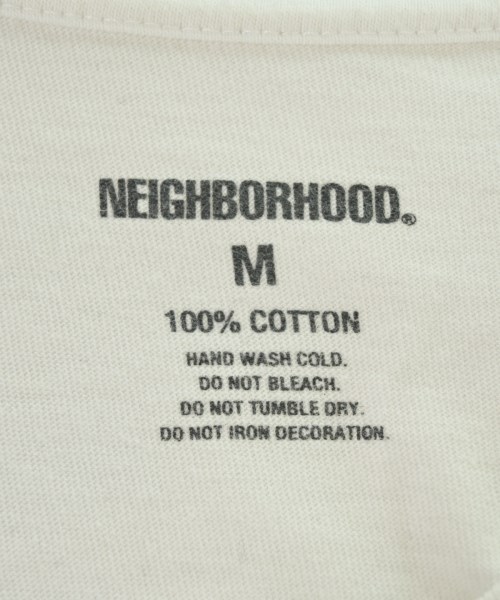 NEIGHBORHOOD®
M
100% COTTON
HAND WASH COLD.
DO NOT BLEACH.
DO NOT TUMBLE DRY.
DO NOT IRON DECORATION.